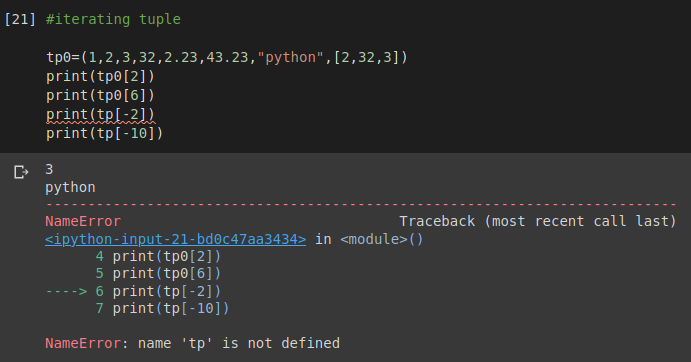 [21] #iterating tuple
tp0=(1,2,3,32,2.23,43.23,"python",[2,32,3])
print(tp0[2])
print(tp0[6])
print(tp[-2])
print(tp[-10])
3
python
---------------------------------------------------------------------------
NameError Traceback (most recent call last)
<ipython-input-21-bd0c47aa3434> in <module>()
4 print(tp0[2])
5 print(tp0[6])
----> 6 print(tp[-2])
7 print(tp[-10])
NameError: name 'tp' is not defined